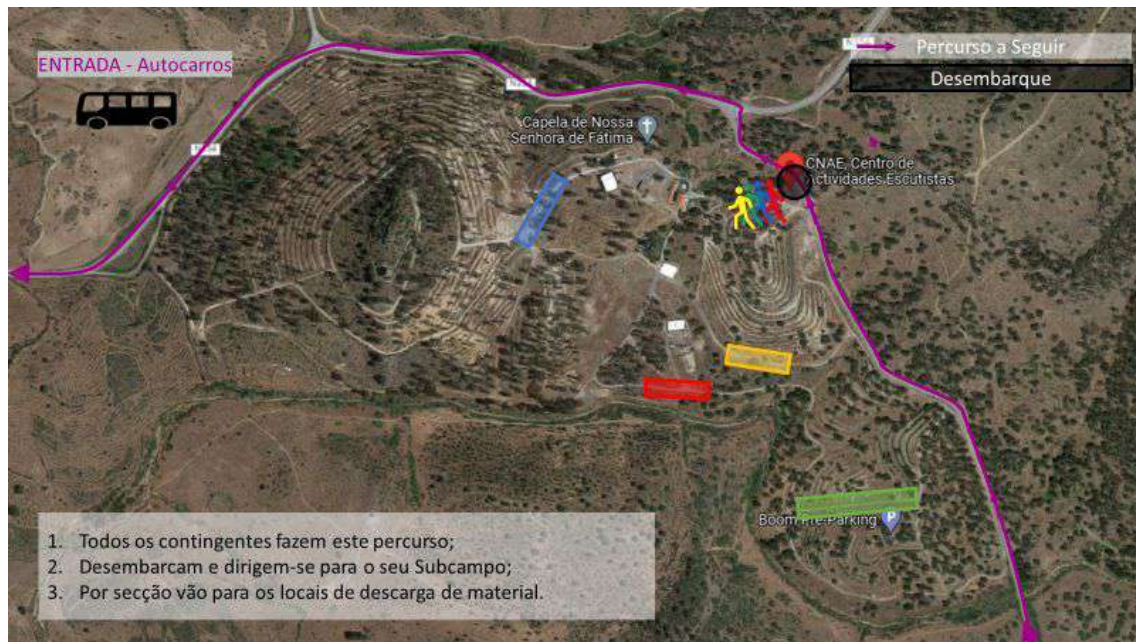 ENTRADA - Autocarros
Percurso a Seguir
Desembarque
Capela de Nossa
Senhora de Fátima
CNAE, Centro de
Actividades Escutistas
Boom Pre-Parking
P
1. Todos os contingentes fazem este percurso;
2. Desembarcam e dirigem-se para o seu Subcampo;
3. Por secção vão para os locais de descarga de material.